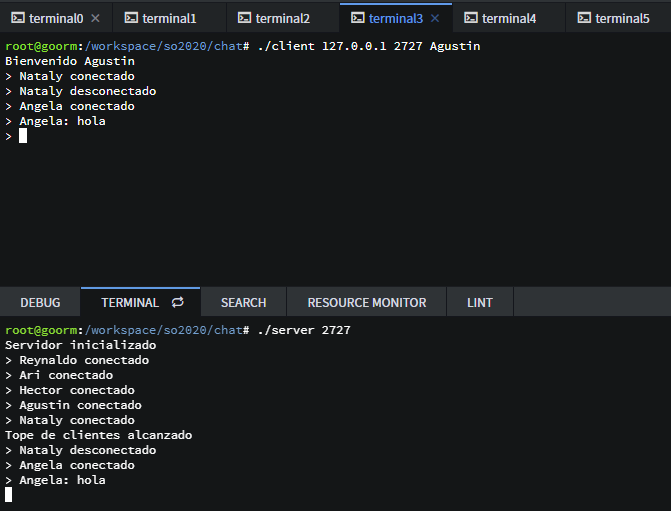 terminal0 terminal1 terminal2 terminal3 terminal4 terminal5
root@goorm:/workspace/so2020/chat# ./client 127.0.0.1 2727 Agustin
Bienvenido Agustin
> Nataly conectado
> Nataly desconectado
> Angela conectado
> Angela: hola
>
DEBUG TERMINAL SEARCH RESOURCE MONITOR LINT
root@goorm:/workspace/so2020/chat# ./server 2727
Servidor inicializado
> Reynaldo conectado
> Ari conectado
> Hector conectado
> Agustin conectado
> Nataly conectado
Tope de clientes alcanzado
> Nataly desconectado
> Angela conectado
> Angela: hola